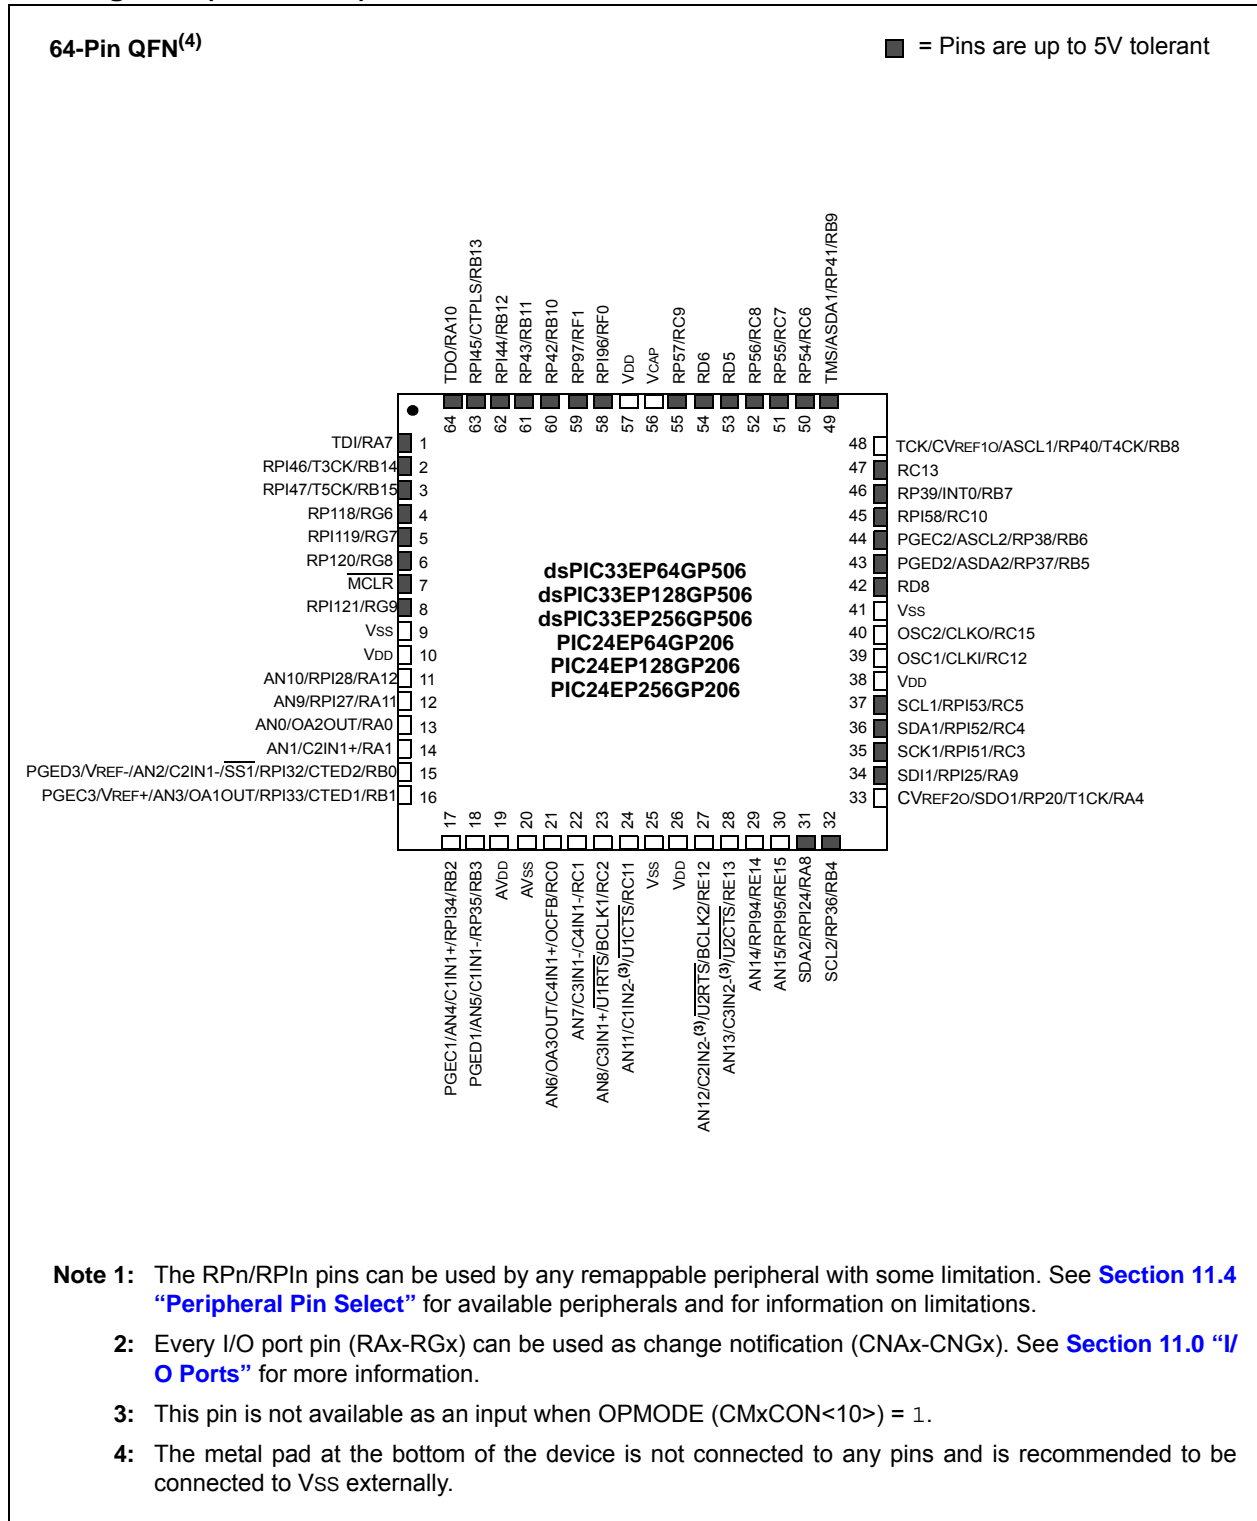 64-Pin QFN(4)
= Pins are up to 5V tolerant
TDO/RA10
RPI45/CTPLS/RB13
RPI44/RB12
RP43/RB11
RP42/RB10
RP97/RF1
RPI96/RF0
VDD
VCAP
RP57/RC9
RD6
RD5
RP56/RC8
RP55/RC7
RP54/RC6
TMS/ASDA1/RP41/RB9
64 63 62 61 60 59 58 57 56 55 54 53 52 51 50 49
TDI/RA7 1
RPI46/T3CK/RB14 2
RPI47/T5CK/RB15 3
RP118/RG6 4
RPI119/RG7 5
RP120/RG8 6
MCLR 7
RPI121/RG9 8
VSS 9
VDD 10
AN10/RPI28/RA12 11
AN9/RPI27/RA11 12
AN0/OA2OUT/RA0 13
AN1/C2IN1+/RA1 14
PGED3/VREF-/AN2/C2IN1-/SS1/RPI32/CTED2/RB0 15
PGEC3/VREF+/AN3/OA1OUT/RPI33/CTED1/RB1 16
dsPIC33EP64GP506
dsPIC33EP128GP506
dsPIC33EP256GP506
PIC24EP64GP206
PIC24EP128GP206
PIC24EP256GP206
48 TCK/CVREF1O/ASCL1/RP40/T4CK/RB8
47 RC13
46 RP39/INT0/RB7
45 RPI58/RC10
44 PGEC2/ASCL2/RP38/RB6
43 PGED2/ASDA2/RP37/RB5
42 RD8
41 VSS
40 OSC2/CLKO/RC15
39 OSC1/CLKI/RC12
38 VDD
37 SCL1/RPI53/RC5
36 SDA1/RPI52/RC4
35 SCK1/RPI51/RC3
34 SDI1/RPI25/RA9
33 CVREF2O/SDO1/RP20/T1CK/RA4
17 18 19 20 21 22 23 24 25 26 27 28 29 30 31 32
PGEC1/AN4/C1IN1+/RPI34/RB2
PGED1/AN5/C1IN1-/RP35/RB3
AVDD
AVSS
AN6/OA3OUT/C4IN1+/OCFB/RC0
AN7/C3IN1-/C4IN1-/RC1
AN8/C3IN1+/U1RTS/BCLK1/RC2
AN11/C1IN2-(3)/U1CTS/RC11
VSS
VDD
AN12/C2IN2-(3)/U2RTS/BCLK2/RE12
AN13/C3IN2-(3)/U2CTS/RE13
AN14/RPI94/RE14
AN15/RPI95/RE15
SDA2/RPI24/RA8
SCL2/RP36/RB4
Note 1: The RPn/RPIn pins can be used by any remappable peripheral with some limitation. See Section 11.4
“Peripheral Pin Select” for available peripherals and for information on limitations.
2: Every I/O port pin (RAx-RGx) can be used as change notification (CNAx-CNGx). See Section 11.0 “I/
O Ports” for more information.
3: This pin is not available as an input when OPMODE (CMxCON<10>) = 1.
4: The metal pad at the bottom of the device is not connected to any pins and is recommended to be
connected to VSS externally.